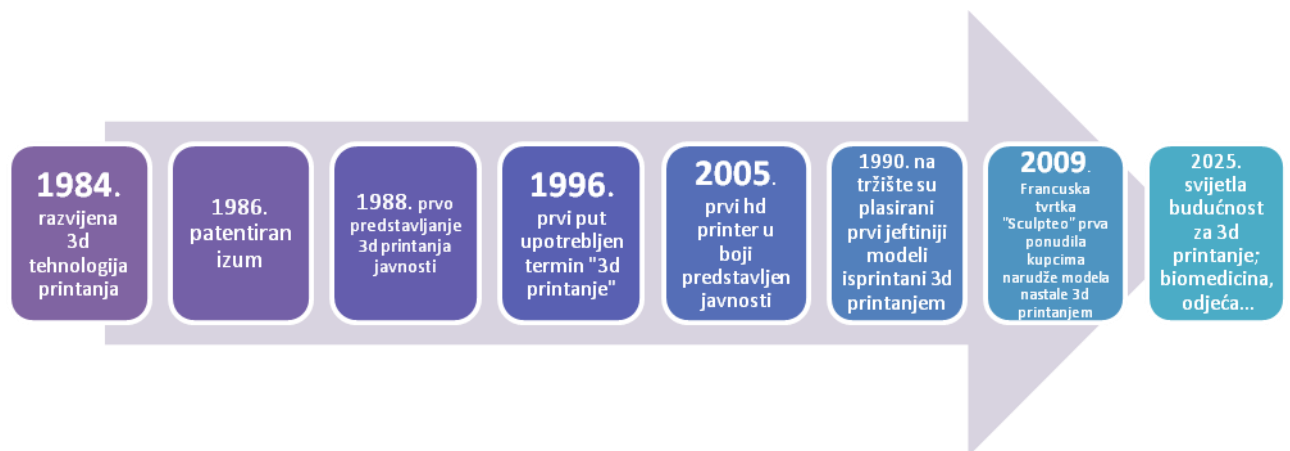 1984.
razvijena
3d
tehnologija
printanja
1986.
patentiran
izum
1988. prvo
predstavljanje
3d printanja
javnosti
1996.
prvi put
upotrebljen
termin "3d
printanje"
2005.
prvi hd
printer u
boji
predstavljen
javnosti
1990. na
tržište su
plasirani
prvi jeftiniji
modeli
isprintani 3d
printanjem
2009.
Francuska
tvrtka
"Sculpteo" prva
ponudila
kupcima
narudže modela
nastale 3d
printanjem
2025.
svijetla
budućnost
za 3d
printanje;
biomedicina,
odjeća...